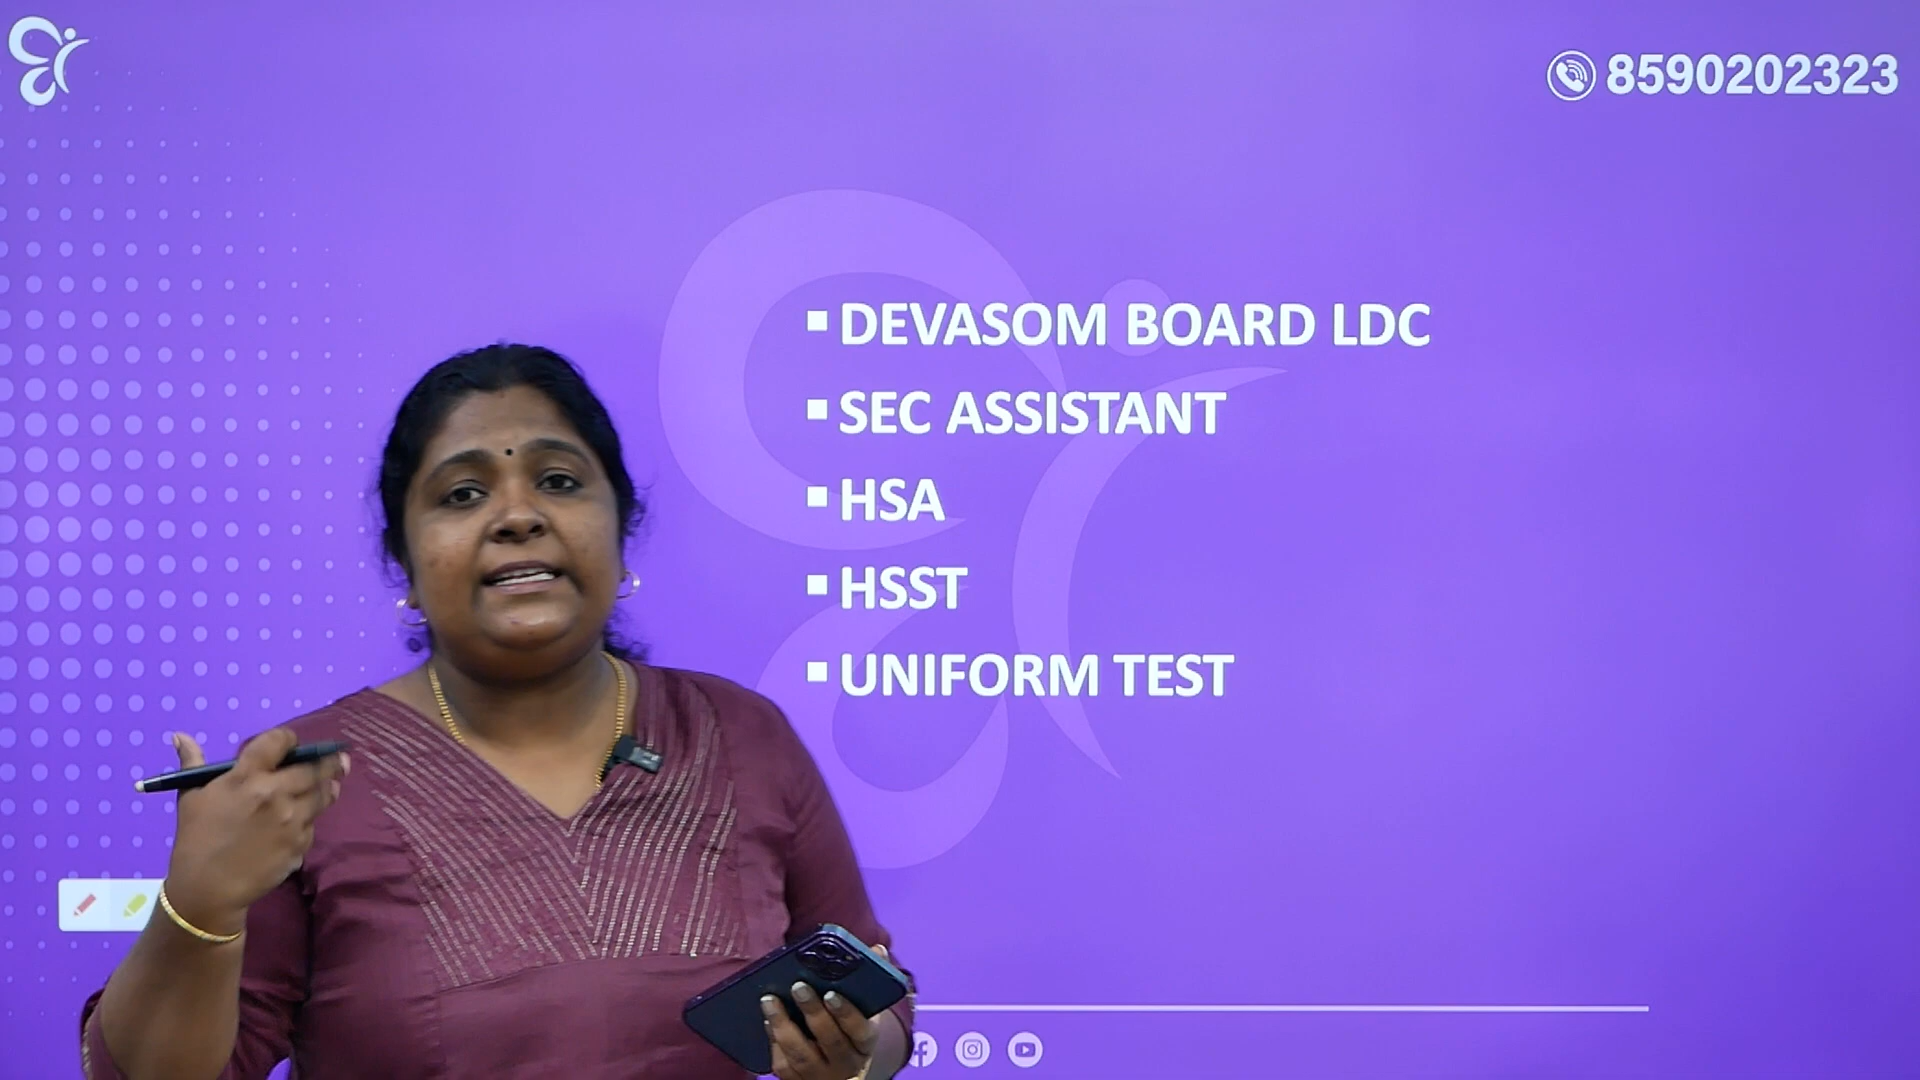 8590202323
▪ DEVASOM BOARD LDC
▪ SEC ASSISTANT
▪ HSA
▪ HSST
▪ UNIFORM TEST